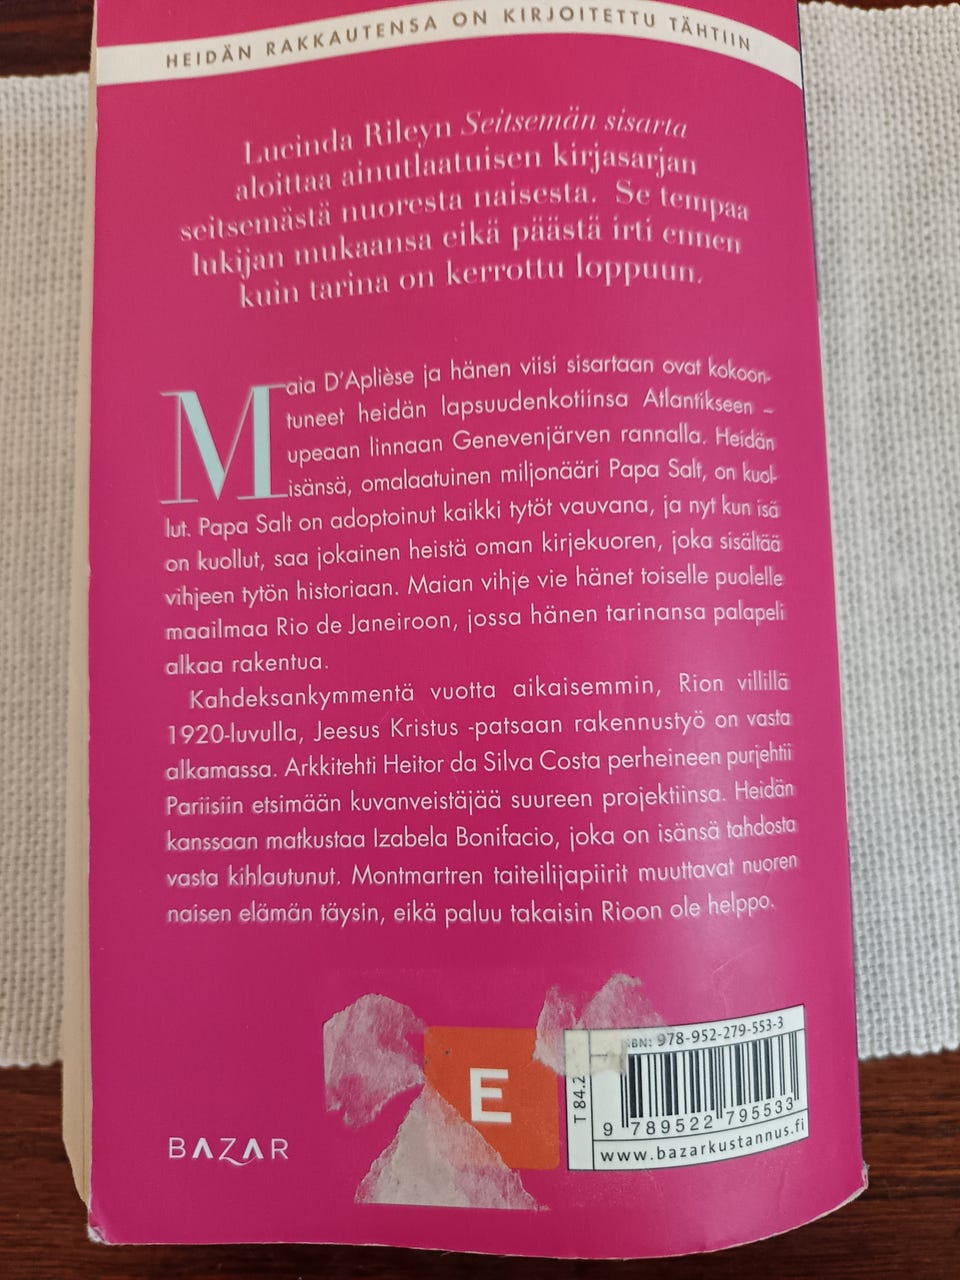 HEIDÄN RAKKAUTENSA ON KIRJOITETTU TÄHTIIN
Lucinda Rileyn Seitsemän sisarta
aloittaa ainutlaatuisen kirjasarjan
seitsemästä nuoresta naisesta. Se tempaa
lukijan mukaansa eikä päästä irti ennen
kuin tarina on kerrottu loppuun.
Maia D'Aplièse ja hänen viisi sisartaan ovat kokoon-
tuneet heidän lapsuudenkotiinsa Atlantikseen –
upeaan linnaan Genevenjärven rannalla. Heidän
isänsä, omalaatuinen miljonääri Papa Salt, on kuol-
lut. Papa Salt on adoptoinut kaikki tytöt vauvana, ja nyt kun isä
on kuollut, saa jokainen heistä oman kirjekuoren, joka sisältää
vihjeen tytön historiaan. Maian vihje vie hänet toiselle puolelle
maailmaa Rio de Janeiroon, jossa hänen tarinansa palapeli
alkaa rakentua.
Kahdeksankymmentä vuotta aikaisemmin, Rion villillä
1920-luvulla, Jeesus Kristus -patsaan rakennustyö on vasta
alkamassa. Arkkitehti Heitor da Silva Costa perheineen purjehtii
Pariisiin etsimään kuvanveistäjää suureen projektiinsa. Heidän
kanssaan matkustaa Izabela Bonifacio, joka on isänsä tahdosta
vasta kihlautunut. Montmartren taiteilijapiirit muuttavat nuoren
naisen elämän täysin, eikä paluu takaisin Rioon ole helppo.
BAZAR
E
T 84.2
ISBN: 978-952-279-553-3
9 789522 795533
www.bazarkustannus.fi